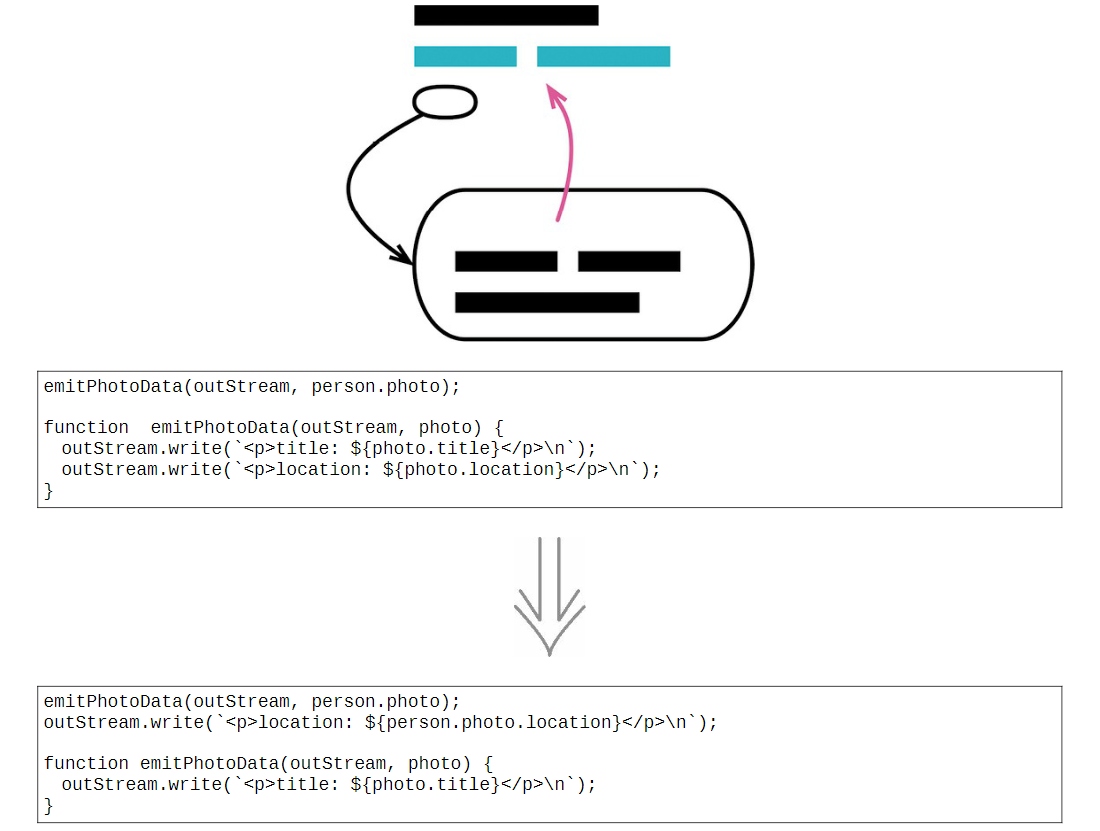 emitPhotoData(outStream, person.photo);
function  emitPhotoData(outStream, photo) {
  outStream.write(`<p>title: ${photo.title}</p>\n`);
  outStream.write(`<p>location: ${photo.location}</p>\n`);
}
emitPhotoData(outStream, person.photo);
outStream.write(`<p>location: ${person.photo.location}</p>\n`);
function emitPhotoData(outStream, photo) {
  outStream.write(`<p>title: ${photo.title}</p>\n`);
}